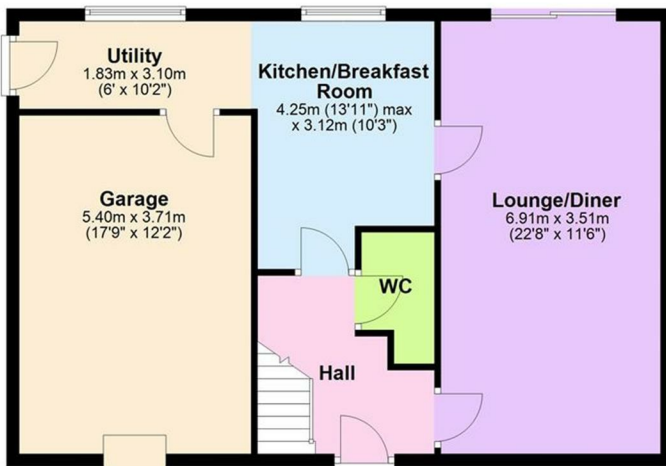 Utility
1.83m x 3.10m
(6' x 10'2")
Kitchen/Breakfast
Room
4.25m (13'11") max
x 3.12m (10'3")
Garage
5.40m x 3.71m
(17'9" x 12'2")
Lounge/Diner
6.91m x 3.51m
(22'8" x 11'6")
WC
Hall